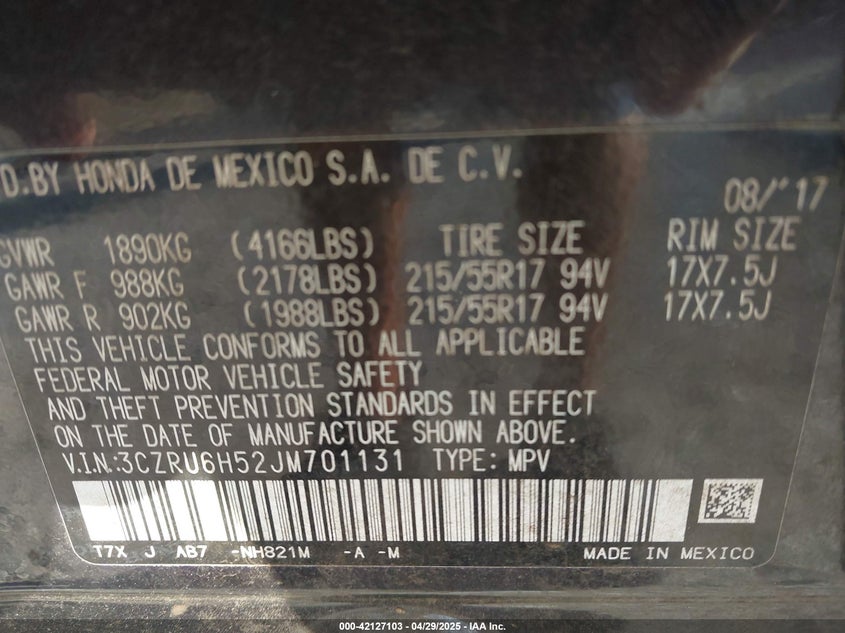 D.BY HONDA DE MEXICO S.A. DE C.V.
08/'17
GVWR 1890KG (4166LBS) TIRE SIZE RIM SIZE
GAWR F 988KG (2178LBS) 215/55R17 94V 17X7.5J
GAWR R 902KG (1988LBS) 215/55R17 94V 17X7.5J
THIS VEHICLE CONFORMS TO ALL APPLICABLE
FEDERAL MOTOR VEHICLE SAFETY
AND THEFT PREVENTION STANDARDS IN EFFECT
ON THE DATE OF MANUFACTURE SHOWN ABOVE.
V.I.N.:3CZRU6H52JM701131 TYPE: MPV
T7X J AB7 -NH821M -A -M MADE IN MEXICO
000-42127103 - 04/29/2025 - IAA Inc.